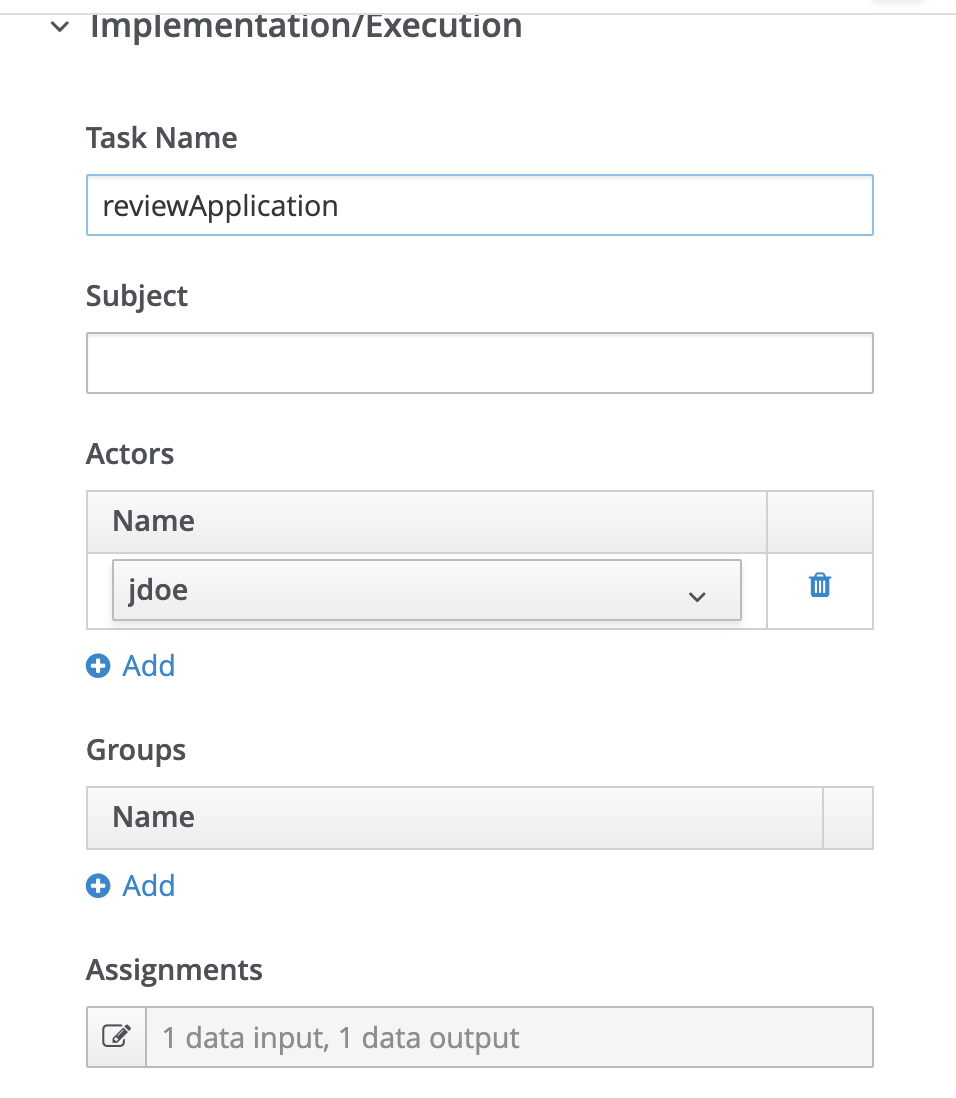 Implementation/Execution
Task Name
reviewApplication
Subject
Actors
Name
jdoe
Add
Groups
Name
Add
Assignments
1 data input, 1 data output